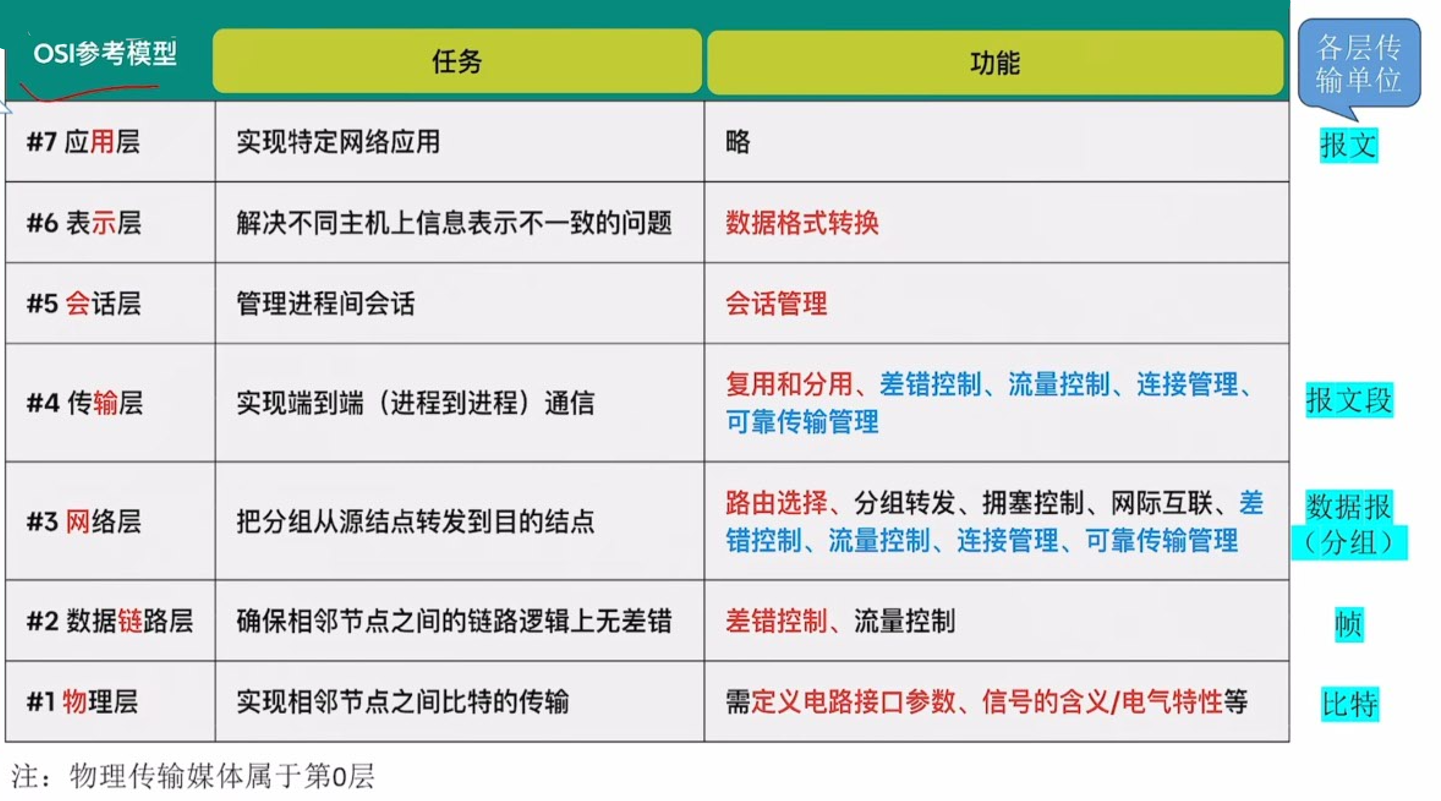 OSI参考模型
任务
功能
各层传
输单位
#7 应用层
实现特定网络应用
略
报文
#6 表示层
解决不同主机上信息表示不一致的问题
数据格式转换
#5 会话层
管理进程间会话
会话管理
#4 传输层
实现端到端（进程到进程）通信
复用和分用、差错控制、流量控制、连接管理、
可靠传输管理
报文段
#3 网络层
把分组从源结点转发到目的结点
路由选择、分组转发、拥塞控制、网际互联、差
错控制、流量控制、连接管理、可靠传输管理
数据报
（分组）
#2 数据链路层
确保相邻节点之间的链路逻辑上无差错
差错控制、流量控制
帧
#1 物理层
实现相邻节点之间比特的传输
需定义电路接口参数、信号的含义/电气特性等
比特
注：物理传输媒体属于第0层